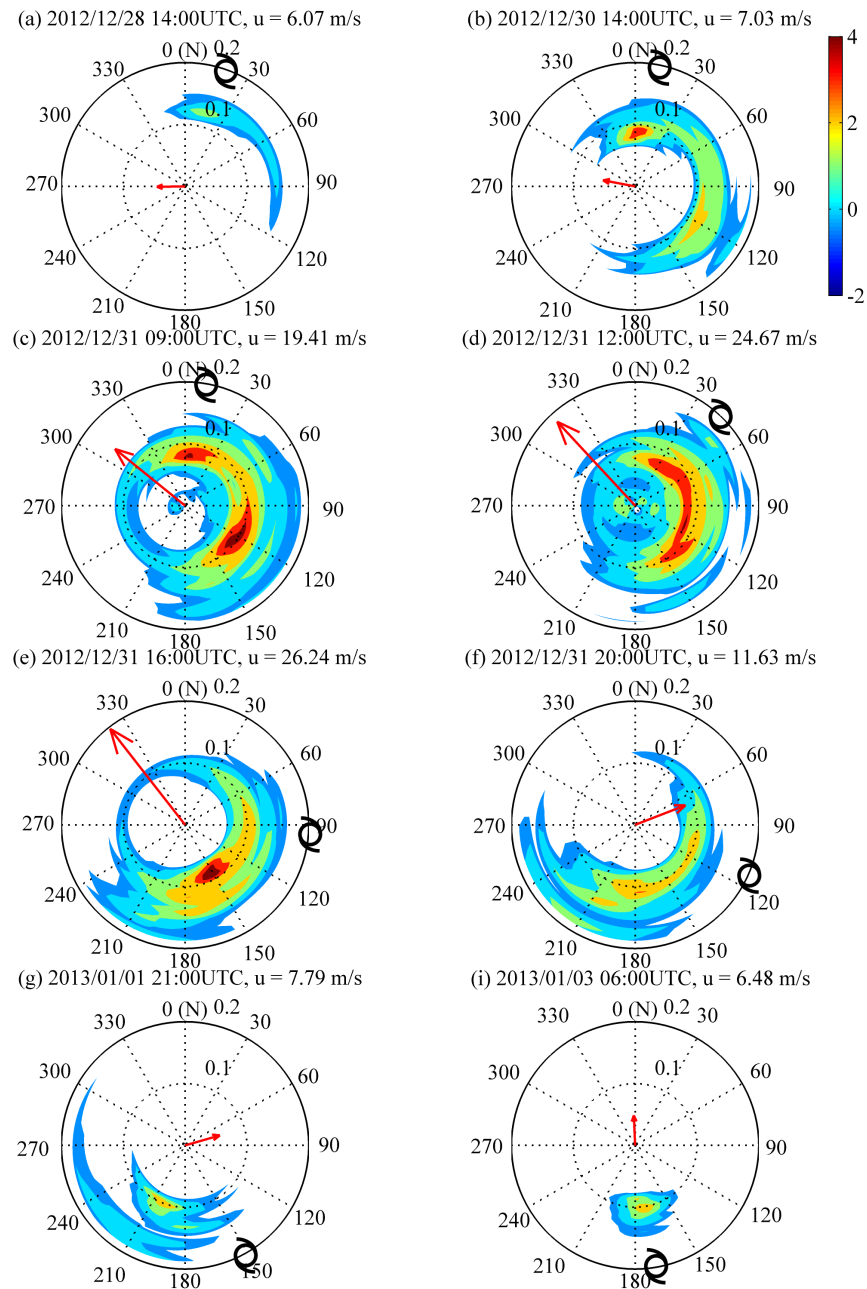 (a) 2012/12/28 14:00UTC, u = 6.07 m/s
0 (N) 0.2
330 30
300 0.1 60
270 90
240 120
210 150
180
(b) 2012/12/30 14:00UTC, u = 7.03 m/s
0 (N) 0.2
330 30
300 0.1 60
270 90
240 120
210 150
180
4
2
0
-2
(c) 2012/12/31 09:00UTC, u = 19.41 m/s
0 (N) 0.2
330 30
300 0.1 60
270 90
240 120
210 150
180
(d) 2012/12/31 12:00UTC, u = 24.67 m/s
0 (N) 0.2
330 30
300 0.1 60
270 90
240 120
210 150
180
(e) 2012/12/31 16:00UTC, u = 26.24 m/s
0 (N) 0.2
330 30
300 0.1 60
270 90
240 120
210 150
180
(f) 2012/12/31 20:00UTC, u = 11.63 m/s
0 (N) 0.2
330 30
300 0.1 60
270 90
240 120
210 150
180
(g) 2013/01/01 21:00UTC, u = 7.79 m/s
0 (N) 0.2
330 30
300 0.1 60
270 90
240 120
210 150
180
(i) 2013/01/03 06:00UTC, u = 6.48 m/s
0 (N) 0.2
330 30
300 0.1 60
270 90
240 120
210 150
180